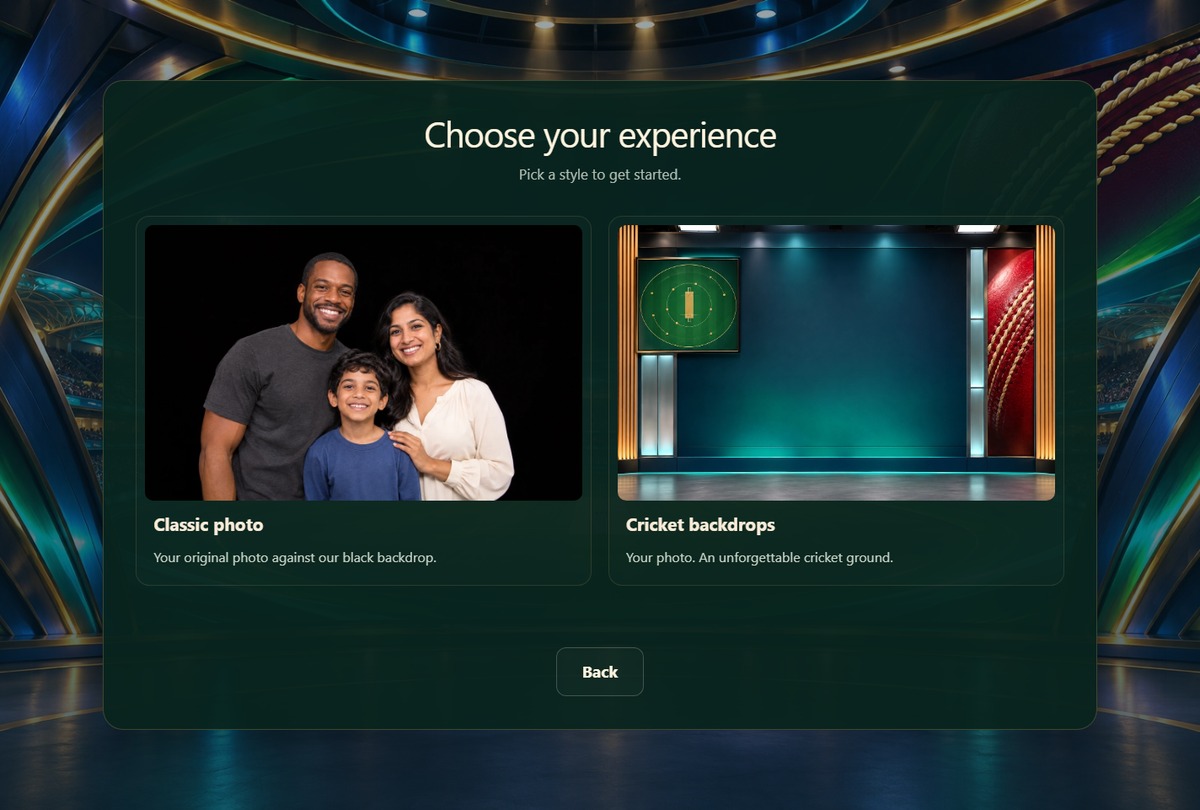 Choose your experience
Pick a style to get started.
Classic photo
Your original photo against our black backdrop.
Cricket backdrops
Your photo. An unforgettable cricket ground.
Back